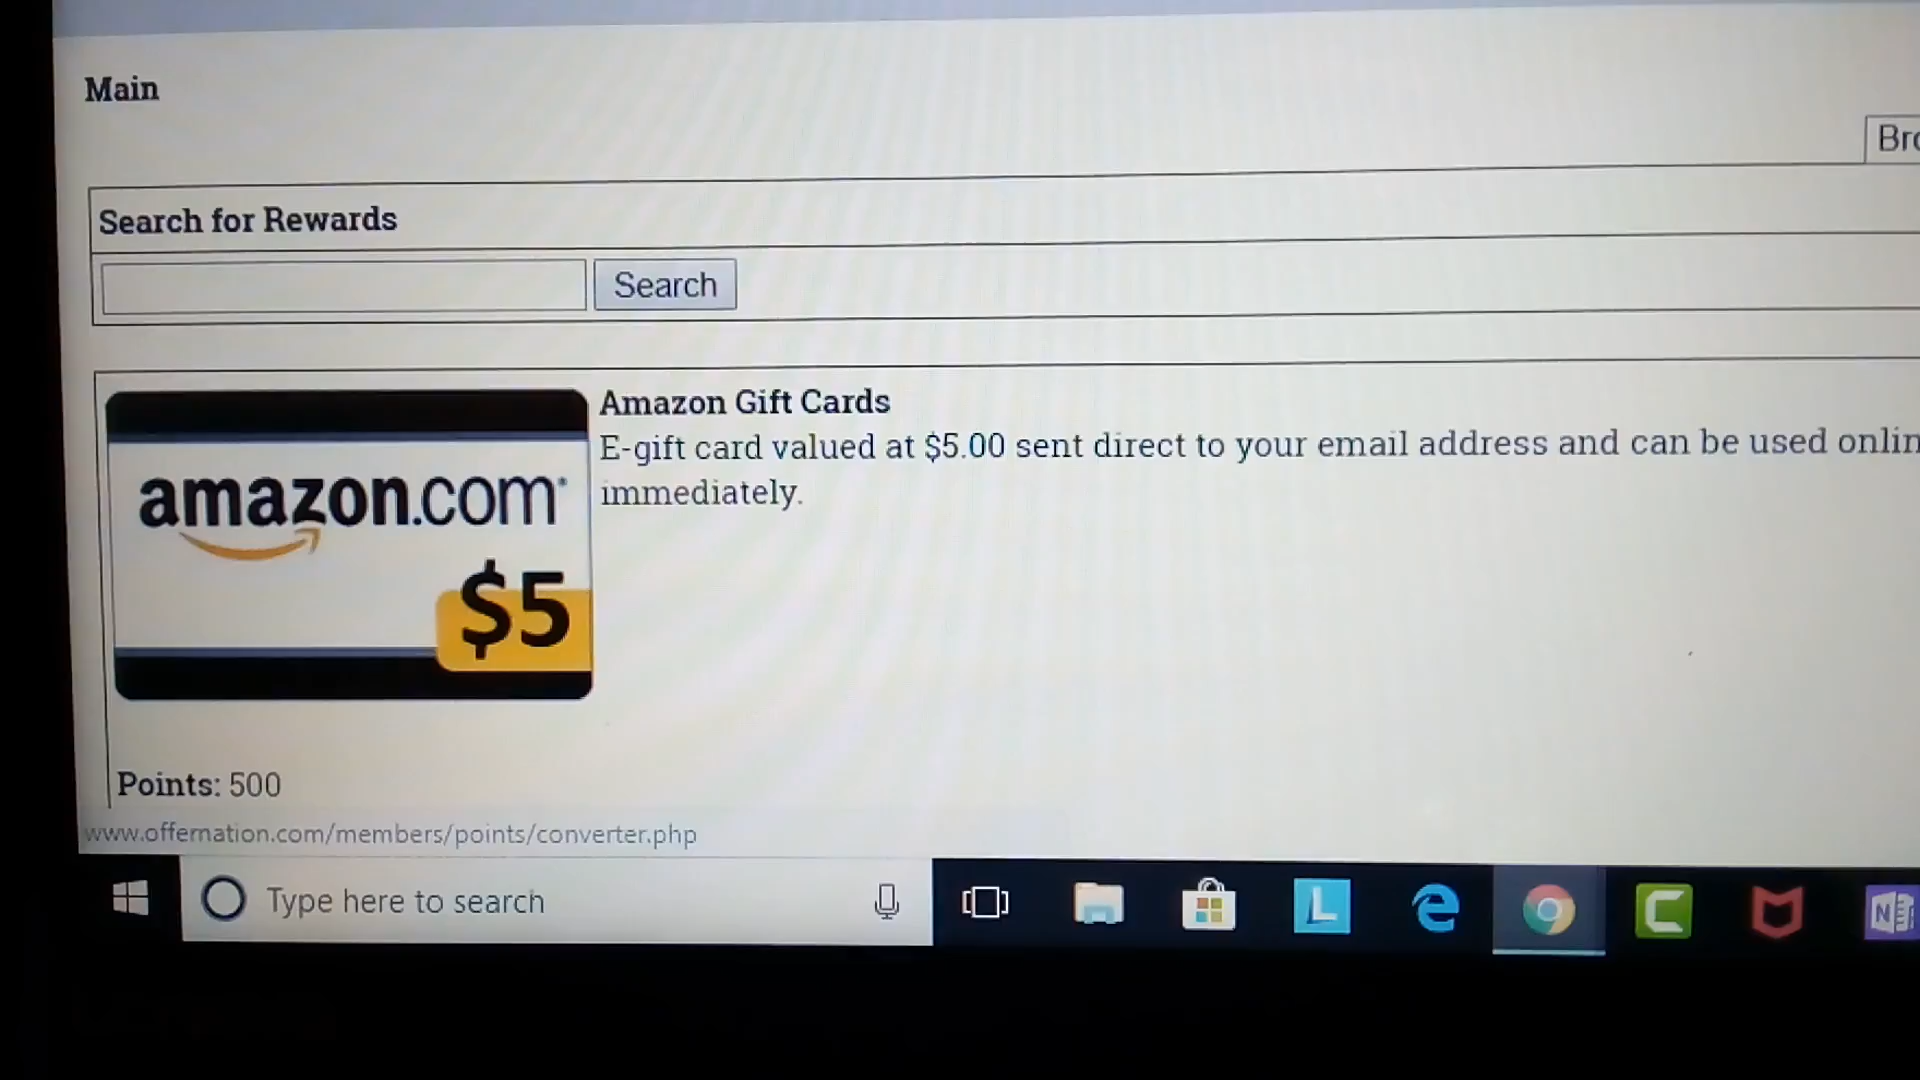 Main
Bro
Search for Rewards
Search
Amazon Gift Cards
E-gift card valued at $5.00 sent direct to your email address and can be used onlin
immediately.
amazon.com
$5
Points: 500
www.offernation.com/members/points/converter.php
Type here to search
L
C
N